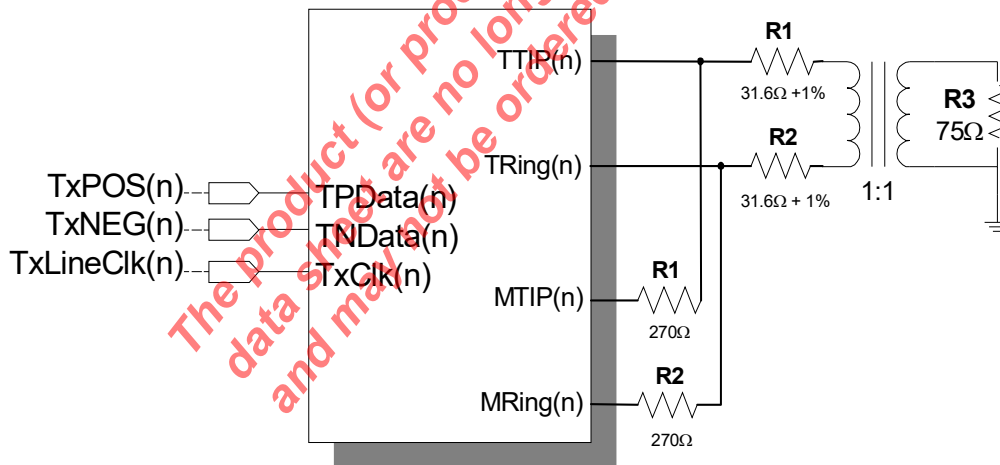 The product (or prod
data sheet are no long
and may not be ordere
TTIP(n)
R1
31.6Ω +1%
R3
75Ω
TRing(n)
R2
31.6Ω + 1%
1:1
TxPOS(n)
TPData(n)
TxNEG(n)
TNData(n)
TxLineClk(n)
TxClk(n)
MTIP(n)
R1
270Ω
MRing(n)
R2
270Ω